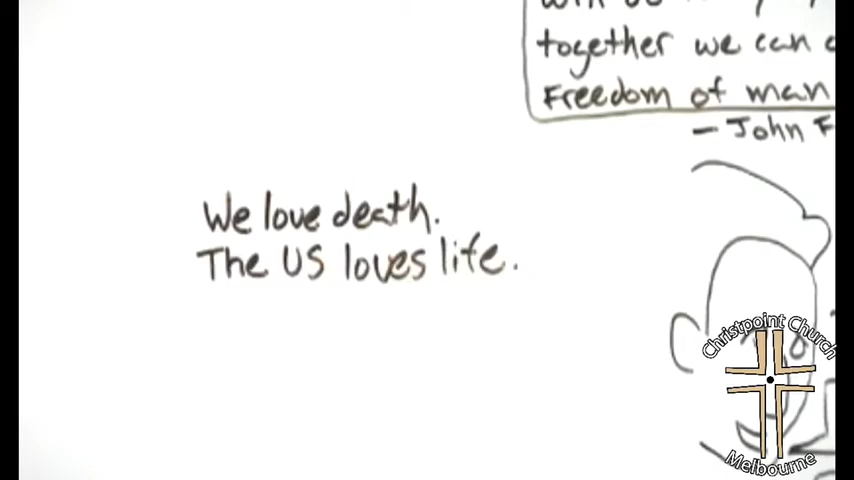 together we can
Freedom of man
— John F
We love death.
The US loves life.
Christpoint Church
Melbourne